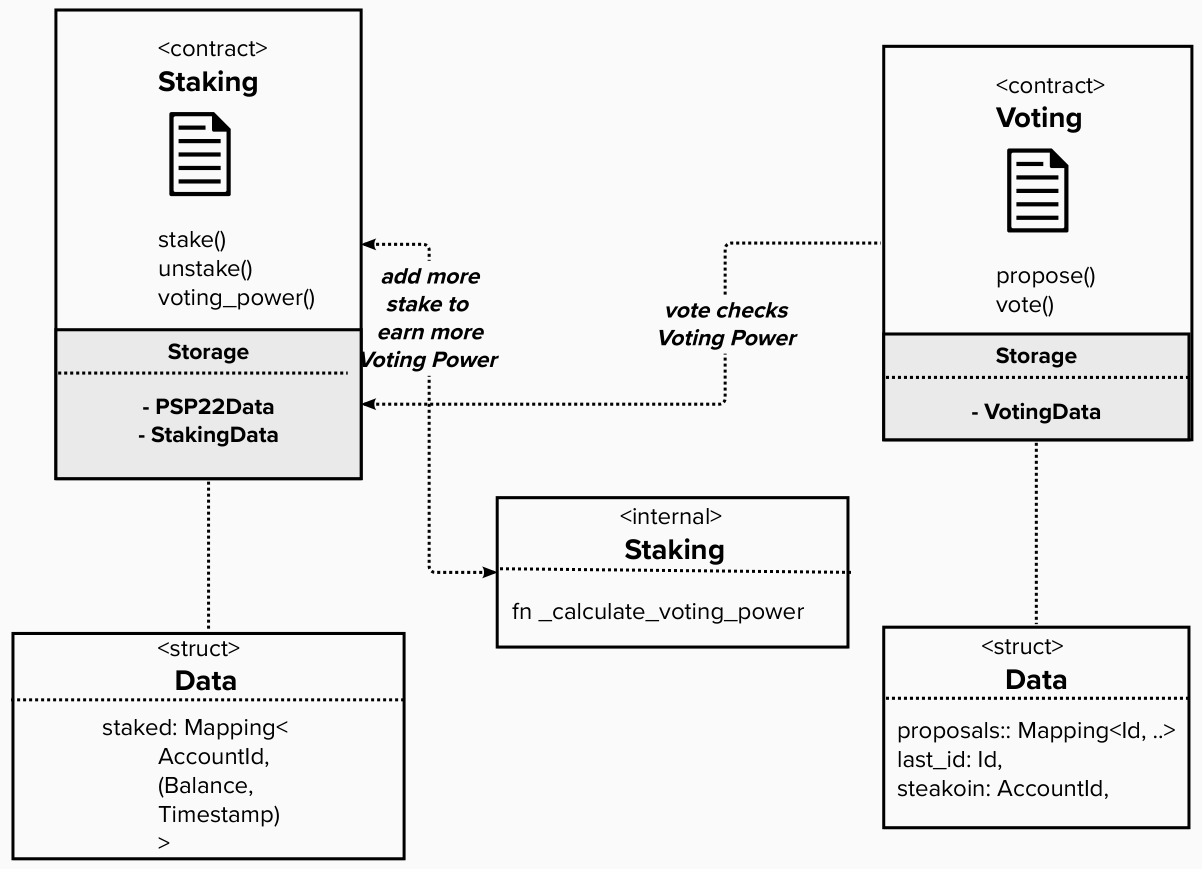 <contract>
Staking
stake()
unstake()
voting_power()
Storage
- PSP22Data
- StakingData
add more
stake to
earn more
Voting Power
vote checks
Voting Power
<contract>
Voting
propose()
vote()
Storage
- VotingData
<internal>
Staking
fn _calculate_voting_power
<struct>
Data
staked: Mapping<
AccountId,
(Balance,
Timestamp)
>
<struct>
Data
proposals:: Mapping<Id, ..>
last_id: Id,
steakoin: AccountId,